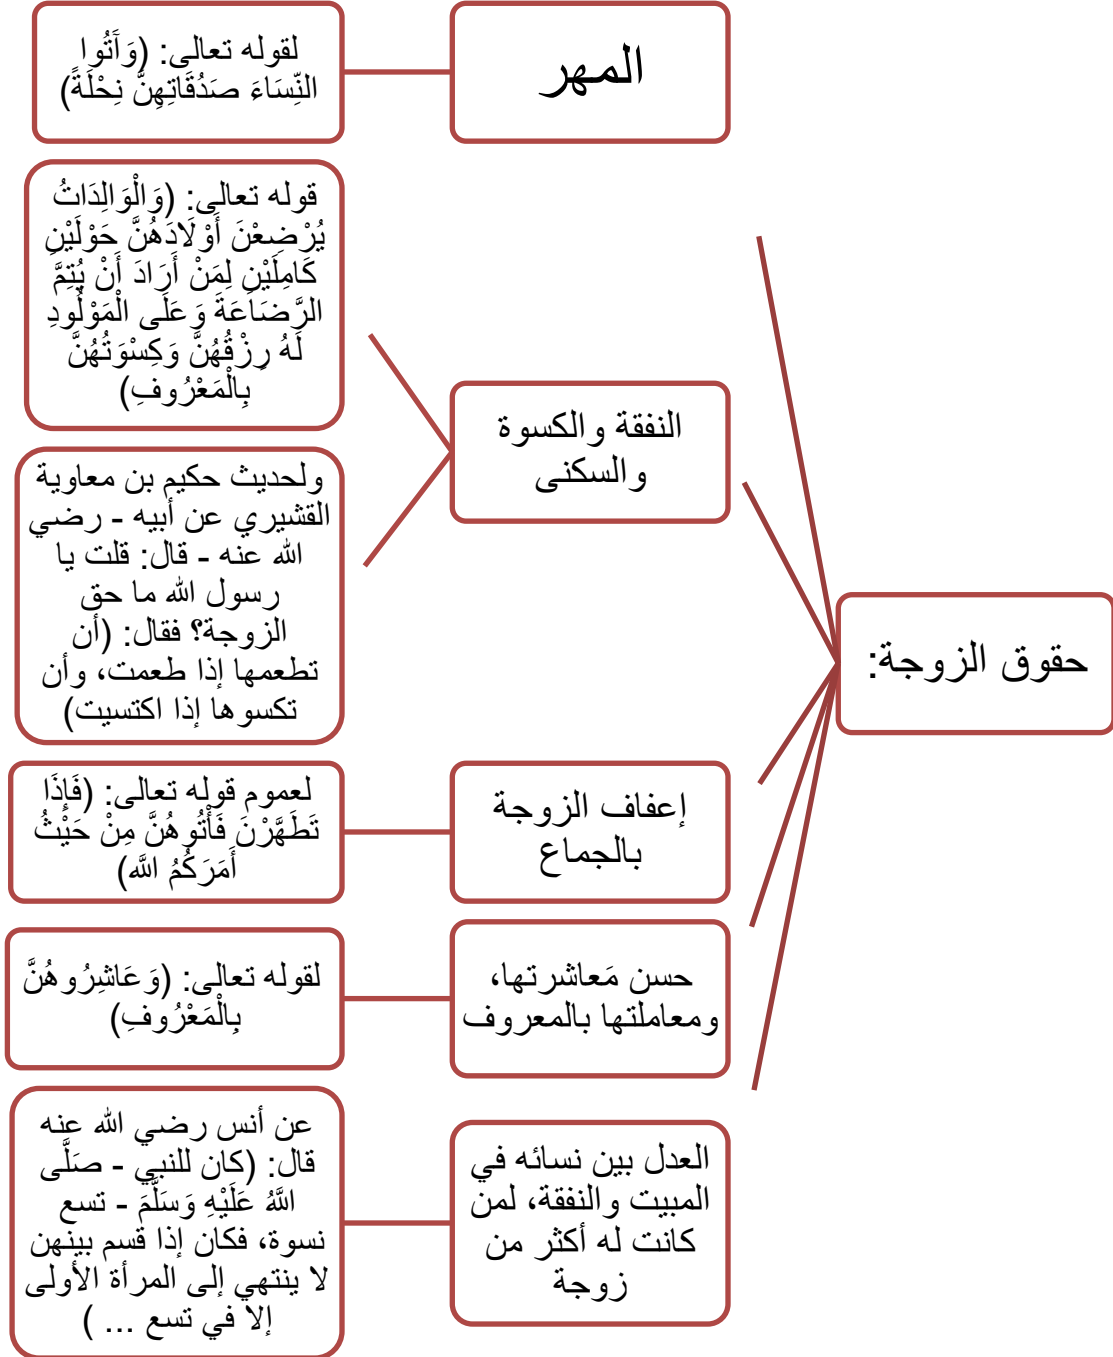 حقوق الزوجة:
المهر
لقوله تعالى: (وَآَتُوا
النِّسَاءَ صَدُقَاتِهِنَّ نِحْلَةً)
النفقة والكسوة
والسكنى
قوله تعالى: (وَالْوَالِدَاتُ
يُرْضِعْنَ أَوْلَادَهُنَّ حَوْلَيْنِ
كَامِلَيْنِ لِمَنْ أَرَادَ أَنْ يُتِمَّ
الرَّضَاعَةَ وَعَلَى الْمَوْلُودِ
لَهُ رِزْقُهُنَّ وَكِسْوَتُهُنَّ
بِالْمَعْرُوفِ)
ولحديث حكيم بن معاوية
القشيري عن أبيه - رضي
الله عنه - قال: قلت يا
رسول الله ما حق
الزوجة؟ فقال: (أن
تطعمها إذا طعمت، وأن
تكسوها إذا اكتسيت)
إعفاف الزوجة
بالجماع
لعموم قوله تعالى: (فَإِذَا
تَطَهَّرْنَ فَأْتُوهُنَّ مِنْ حَيْثُ
أَمَرَكُمُ اللَّه)
حسن مَعاشرتها،
ومعاملتها بالمعروف
لقوله تعالى: (وَعَاشِرُوهُنَّ
بِالْمَعْرُوفِ)
العدل بين نسائه في
المبيت والنفقة، لمن
كانت له أكثر من
زوجة
عن أنس رضي الله عنه
قال: (كان للنبي - صَلَّى
اللَّهُ عَلَيْهِ وَسَلَّمَ - تسع
نسوة، فكان إذا قسم بينهن
لا ينتهي إلى المرأة الأولى
إلا في تسع ... )